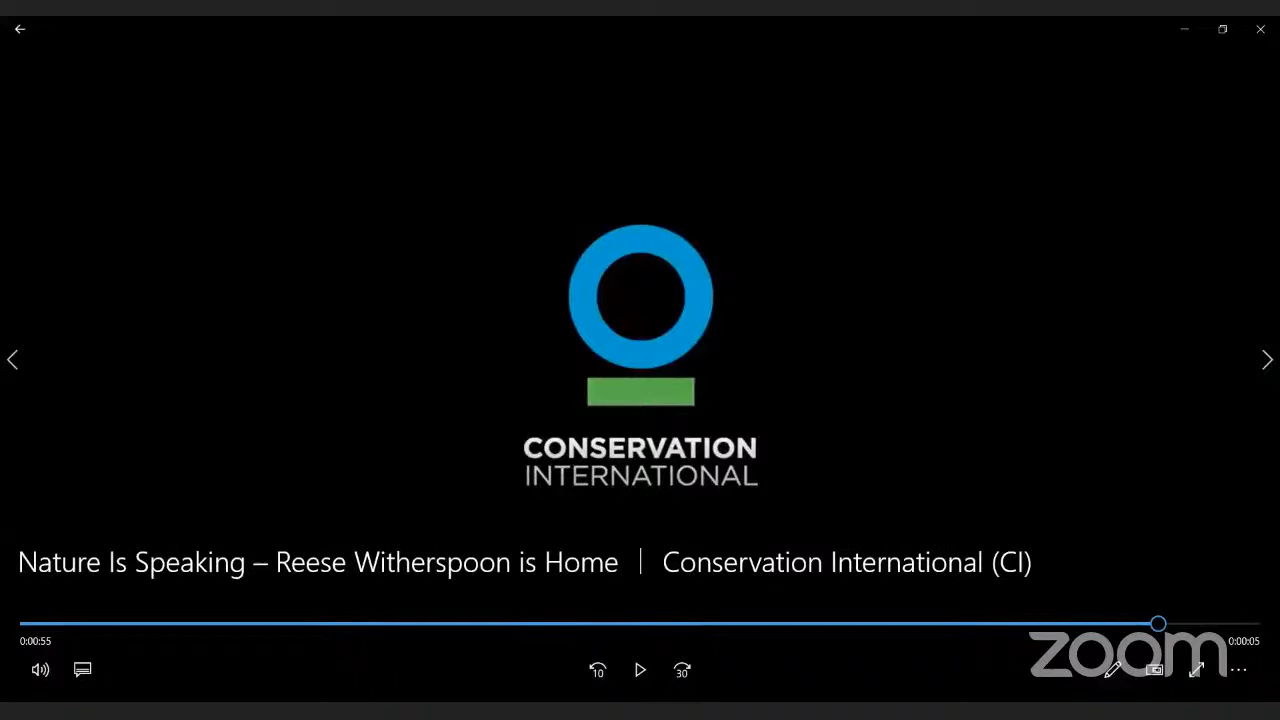 CONSERVATION
INTERNATIONAL
Nature Is Speaking – Reese Witherspoon is Home | Conservation International (CI)
0:00:55
0:00:05
10
30
zoom